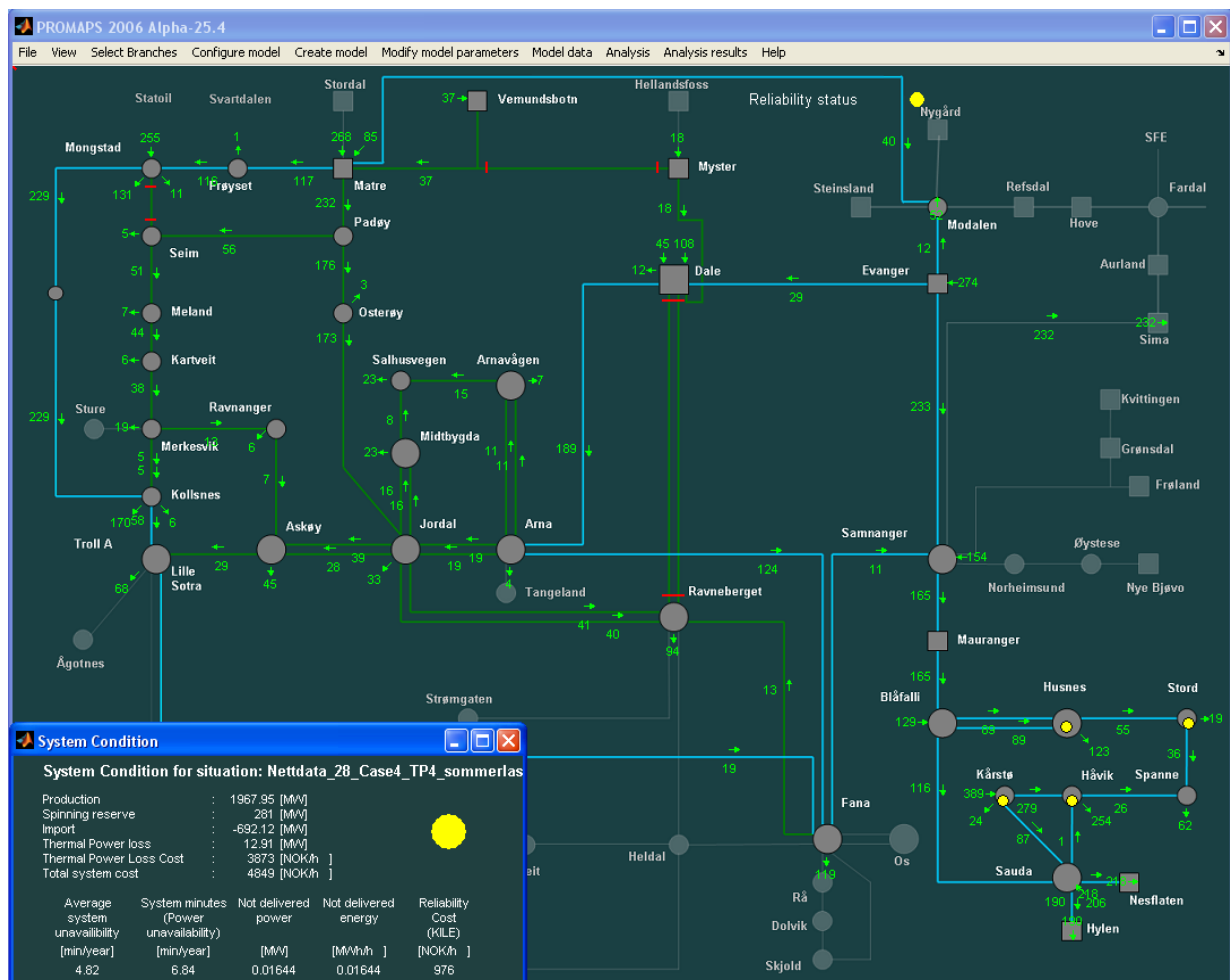 PROMAPS 2006 Alpha-25.4
File View Select Branches Configure model Create model Modify model parameters Model data Analysis Analysis results Help
Stordal
Hellandsfoss
Statoil Svartdalen
37 Vemundsbotn
Reliability status
Nygård
Mongstad 255 1 268 85 18 40 SFE
229 131 11 116 Frøyset 117 Matre 37 Myster
Steinsland Refsdal Fardal
232 18 52 Hove
Padøy Modalen
5 56
Seim 12
51 176 45 108 Evanger Aurland
3 12 Dale 274
29
7 Meland Osterøy 232 232
44 173 Sima
6 Kartveit Salhusvegen Arnavågen
23 15 7
38 Kvittingen
Sture Ravnanger 8 233
229 19 13 6 Midtbygda 189
Merkesvik 23 11 11 Grønsdal
5
5 7 Frøland
16
Kollsnes 16
170 58 6
Askøy Jordal Arna Samnanger
Troll A 39 19 Øystese
29 28 19 124 11 154
Lille Sotra 33 4 Norheimsund Nye Bjøvo
68 45 Tangeland Ravneberget 165
41 40
94 Mauranger
Ågotnes 165
13
Strømgaten Blåfalli Husnes Stord
129 69 55 19
89 123
36
System Condition
System Condition for situation: Nettdata_28_Case4_TP4_sommerlas
19 Kårstø Håvik Spanne
116 389 279 26
Fana 24 254 62
87 1
Production : 1967.95 [MW]
Spinning reserve : 281 [MW]
Import : -692.12 [MW]
Thermal Power loss : 12.91 [MW]
Thermal Power Loss Cost : 3873 [NOK/h ]
Total system cost : 4849 [NOK/h ]
eit Heldal Os
119 Sauda 218
Rå 190 218 206 Nesflaten
Dolvik 190
Hylen
Skjold
Average system unavailibility
System minutes (Power unavailability)
Not delivered power
Not delivered energy
Reliability Cost (KILE)
[min/year] [MW] [MWh/h ] [NOK/h ]
4.82 6.84 0.01644 0.01644 976